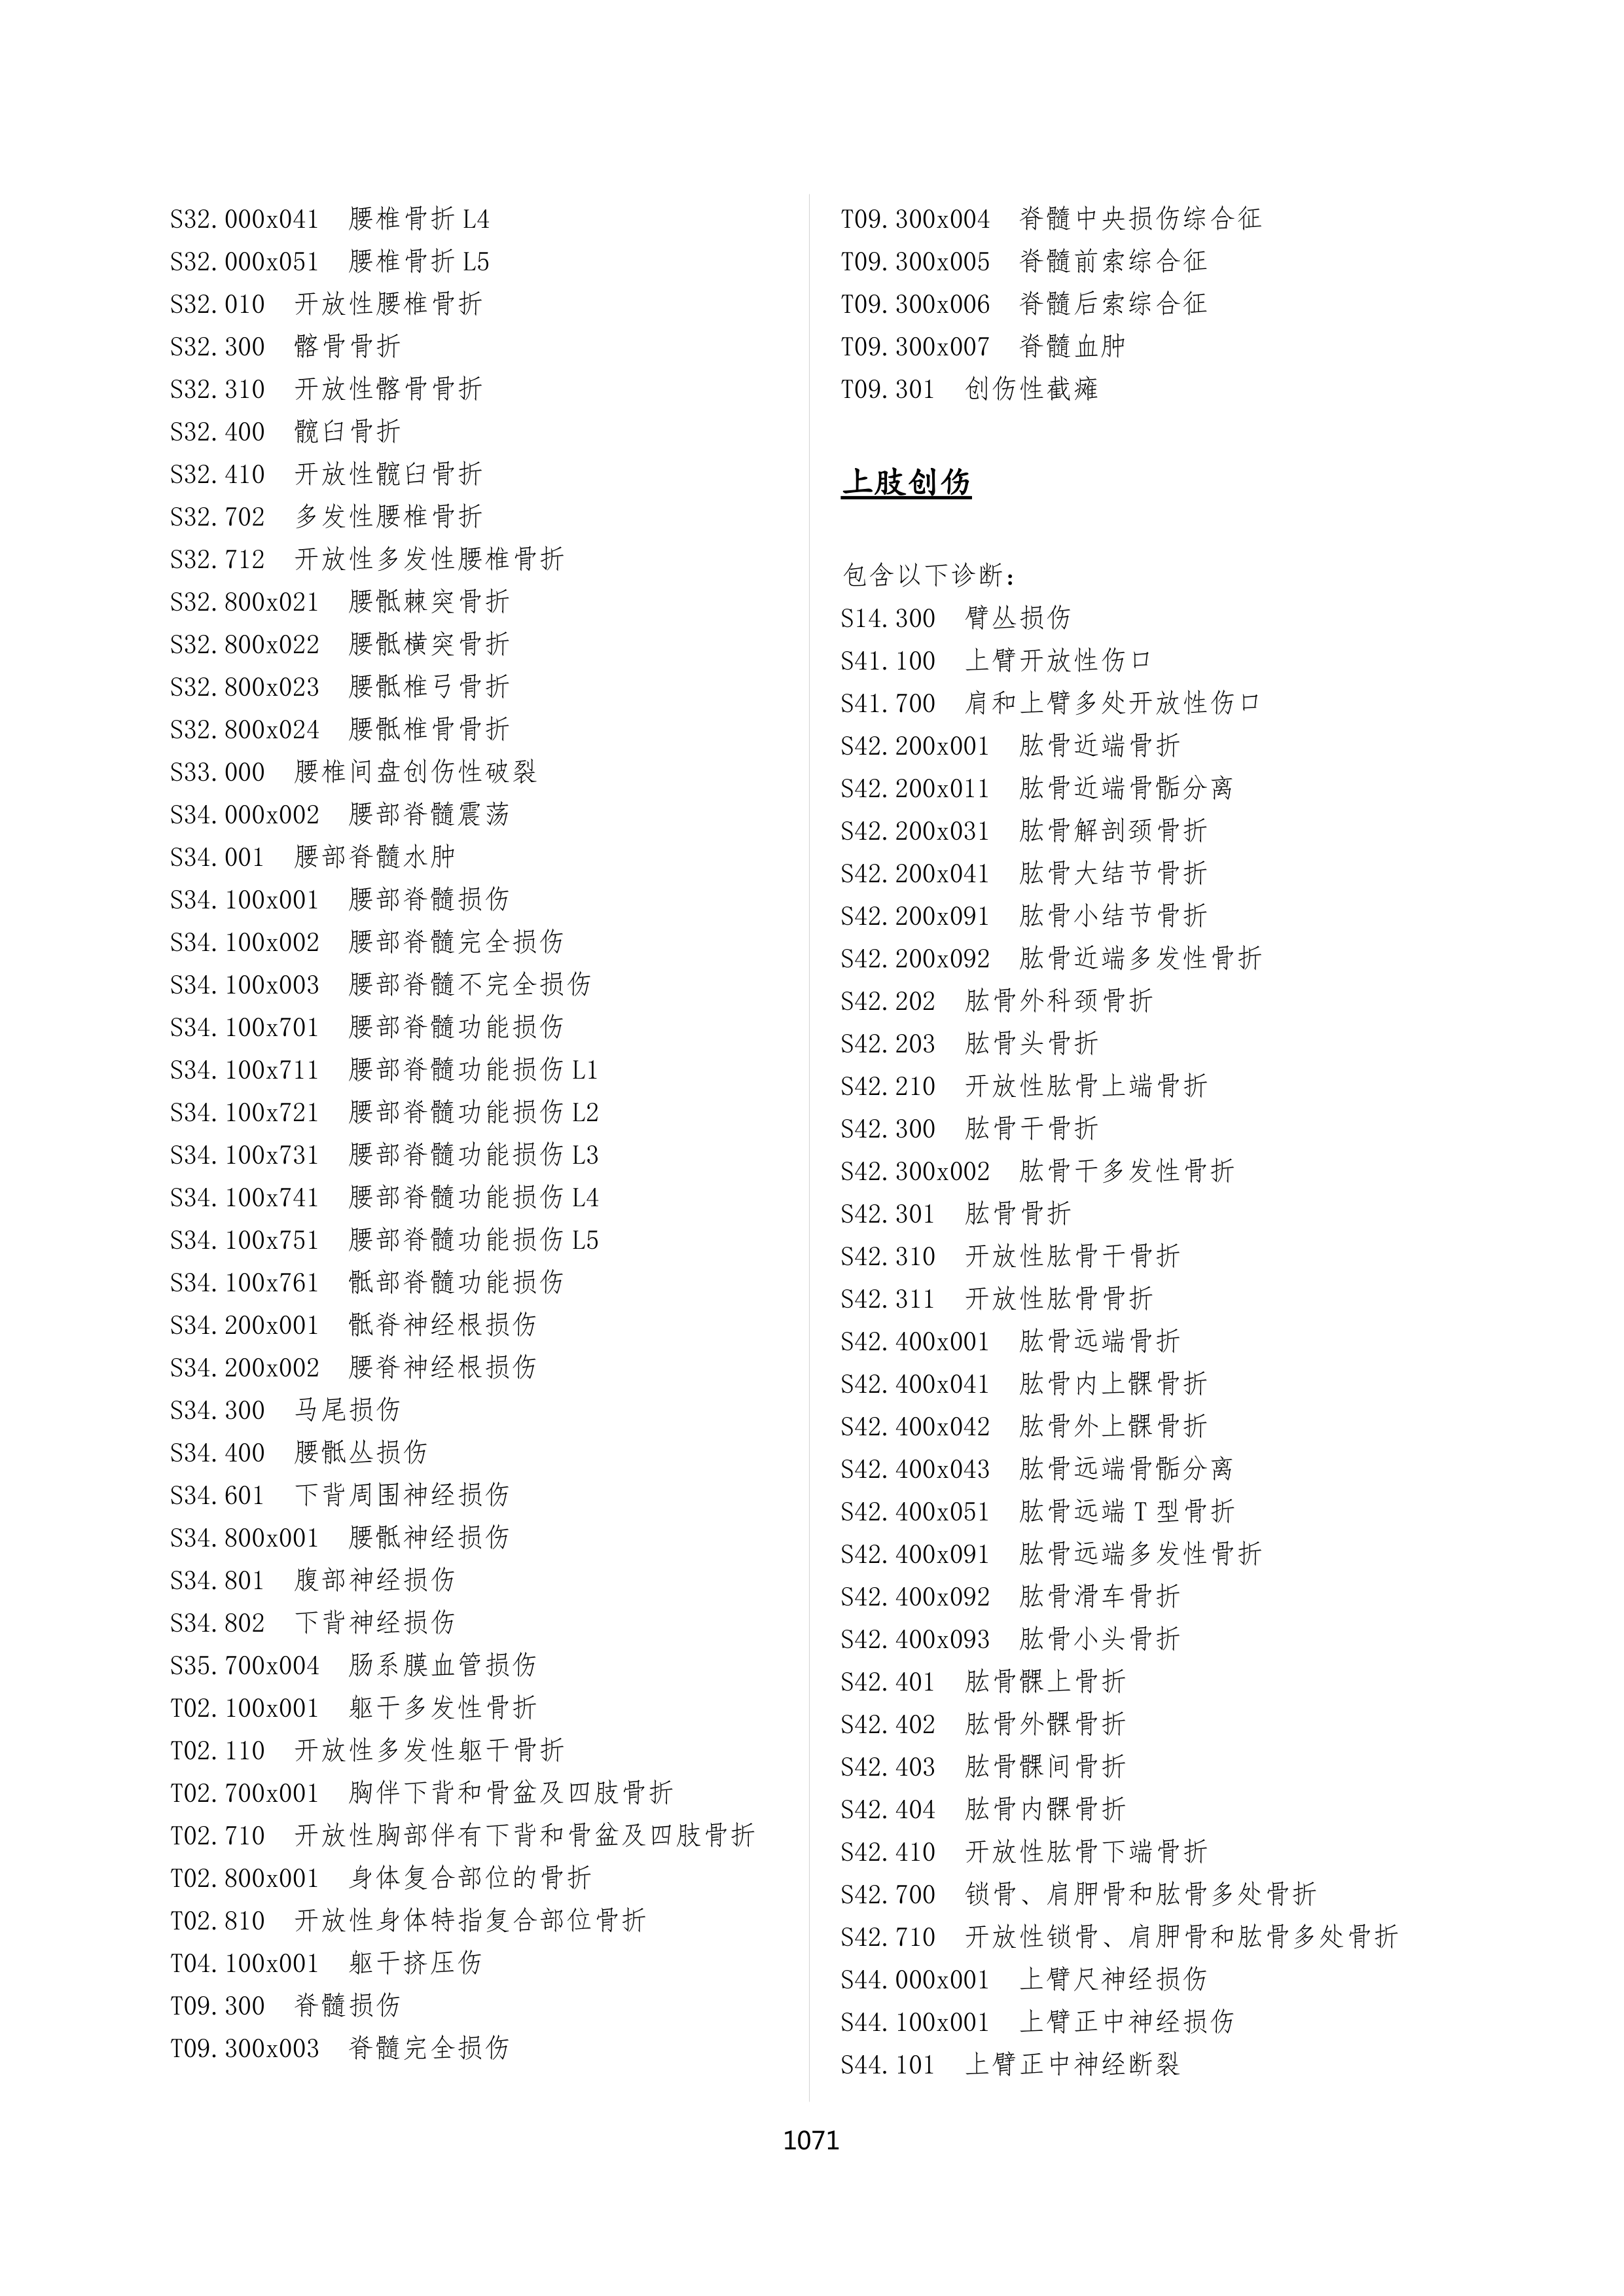 S32.000x041 腰椎骨折 L4
S32.000x051 腰椎骨折 L5
S32.010 开放性腰椎骨折
S32.300 髂骨骨折
S32.310 开放性髂骨骨折
S32.400 髋臼骨折
S32.410 开放性髋臼骨折
S32.702 多发性腰椎骨折
S32.712 开放性多发性腰椎骨折
S32.800x021 腰骶棘突骨折
S32.800x022 腰骶横突骨折
S32.800x023 腰骶椎弓骨折
S32.800x024 腰骶椎骨骨折
S33.000 腰椎间盘创伤性破裂
S34.000x002 腰部脊髓震荡
S34.001 腰部脊髓水肿
S34.100x001 腰部脊髓损伤
S34.100x002 腰部脊髓完全损伤
S34.100x003 腰部脊髓不完全损伤
S34.100x701 腰部脊髓功能损伤
S34.100x711 腰部脊髓功能损伤 L1
S34.100x721 腰部脊髓功能损伤 L2
S34.100x731 腰部脊髓功能损伤 L3
S34.100x741 腰部脊髓功能损伤 L4
S34.100x751 腰部脊髓功能损伤 L5
S34.100x761 骶部脊髓功能损伤
S34.200x001 骶脊神经根损伤
S34.200x002 腰脊神经根损伤
S34.300 马尾损伤
S34.400 腰骶丛损伤
S34.601 下背周围神经损伤
S34.800x001 腰骶神经损伤
S34.801 腹部神经损伤
S34.802 下背神经损伤
S35.700x004 肠系膜血管损伤
T02.100x001 躯干多发性骨折
T02.110 开放性多发性躯干骨折
T02.700x001 胸伴下背和骨盆及四肢骨折
T02.710 开放性胸部伴有下背和骨盆及四肢骨折
T02.800x001 身体复合部位的骨折
T02.810 开放性身体特指复合部位骨折
T04.100x001 躯干挤压伤
T09.300 脊髓损伤
T09.300x003 脊髓完全损伤
T09.300x004 脊髓中央损伤综合征
T09.300x005 脊髓前索综合征
T09.300x006 脊髓后索综合征
T09.300x007 脊髓血肿
T09.301 创伤性截瘫
上肢创伤
包含以下诊断：
S14.300 臂丛损伤
S41.100 上臂开放性伤口
S41.700 肩和上臂多处开放性伤口
S42.200x001 肱骨近端骨折
S42.200x011 肱骨近端骨骺分离
S42.200x031 肱骨解剖颈骨折
S42.200x041 肱骨大结节骨折
S42.200x091 肱骨小结节骨折
S42.200x092 肱骨近端多发性骨折
S42.202 肱骨外科颈骨折
S42.203 肱骨头骨折
S42.210 开放性肱骨上端骨折
S42.300 肱骨干骨折
S42.300x002 肱骨干多发性骨折
S42.301 肱骨骨折
S42.310 开放性肱骨干骨折
S42.311 开放性肱骨骨折
S42.400x001 肱骨远端骨折
S42.400x041 肱骨内上髁骨折
S42.400x042 肱骨外上髁骨折
S42.400x043 肱骨远端骨骺分离
S42.400x051 肱骨远端 T 型骨折
S42.400x091 肱骨远端多发性骨折
S42.400x092 肱骨滑车骨折
S42.400x093 肱骨小头骨折
S42.401 肱骨髁上骨折
S42.402 肱骨外髁骨折
S42.403 肱骨髁间骨折
S42.404 肱骨内髁骨折
S42.410 开放性肱骨下端骨折
S42.700 锁骨、肩胛骨和肱骨多处骨折
S42.710 开放性锁骨、肩胛骨和肱骨多处骨折
S44.000x001 上臂尺神经损伤
S44.100x001 上臂正中神经损伤
S44.101 上臂正中神经断裂
1071